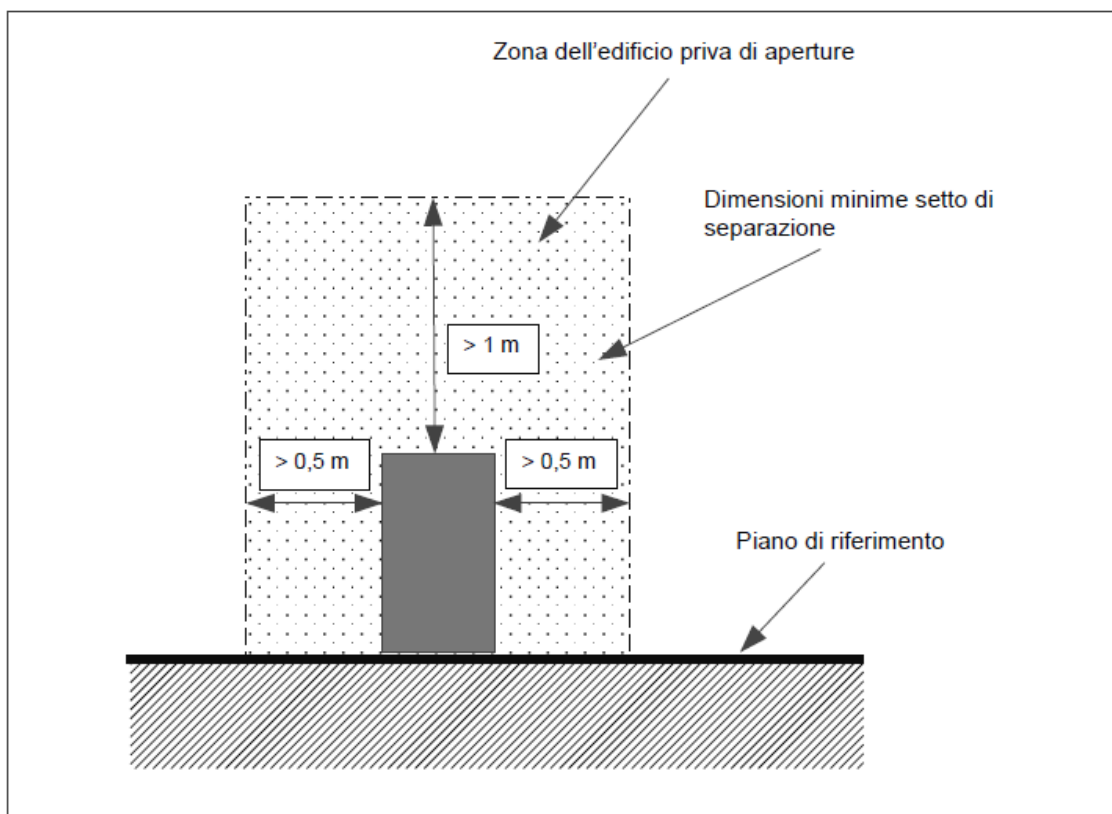 Zona dell'edificio priva di aperture
Dimensioni minime setto di
separazione
> 1 m
> 0,5 m
> 0,5 m
Piano di riferimento